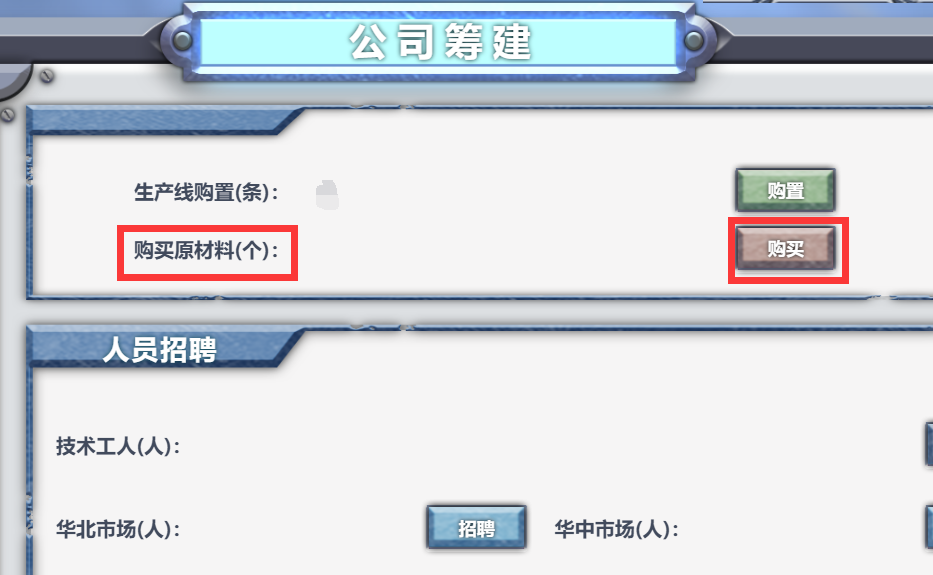 公司筹建
生产线购置(条)： 购置
购买原材料(个)： 购买
人员招聘
技术工人(人)：
华北市场(人)： 招聘 华中市场(人)：